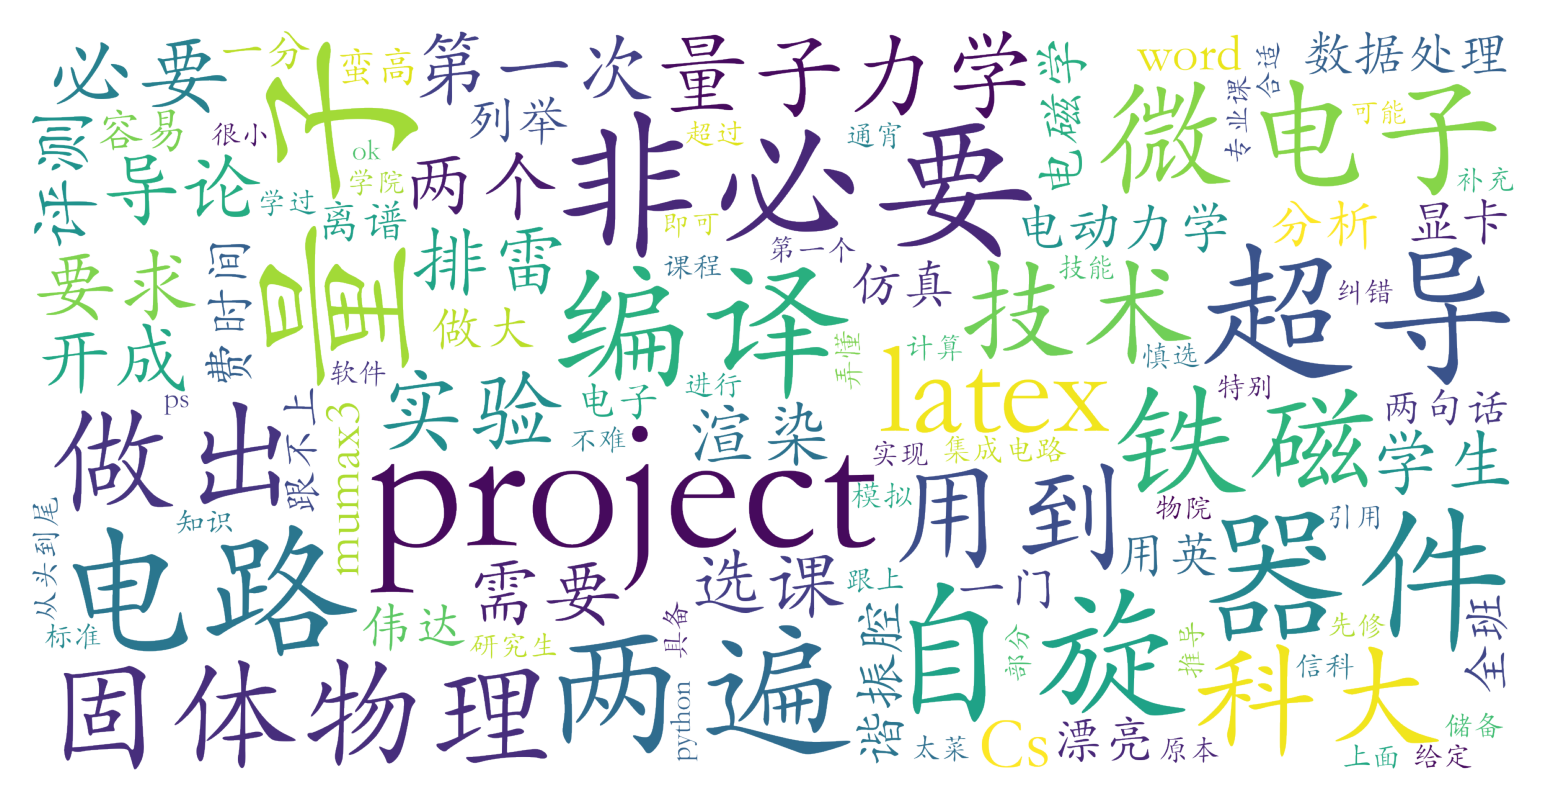 必要
一分
蛮高
第一次
量子力学
电磁学
word
合适
数据处理
评测
容易
很小
量子
列举
超过
通宵
微电子
专业课
可能
导论
ok
学院
两个
非必要
补充
学过
离谱
即可
第一个
电动力学
分析
显卡
要求
费时间
排雷
课程
仿真
技术
技能
超导
纠错
开成
做大
编译
弄懂
计算
慎选
软件
ps
跟不上
实验
电子
进行
latex
特别
两句话
做出
mumax3
不难
渲染
实现
集成电路
铁磁
学生
project
模拟
用到
物院
引用
从头到尾
知识
电路
需要
选课
跟上
一门
用英
器件
标准
伟达
研究生
具备
谐振腔
自旋
部分
推导
先修
信科
全班
固体物理
两遍
python
太菜
Cs
漂亮
原本
科大
储备
上面
给定